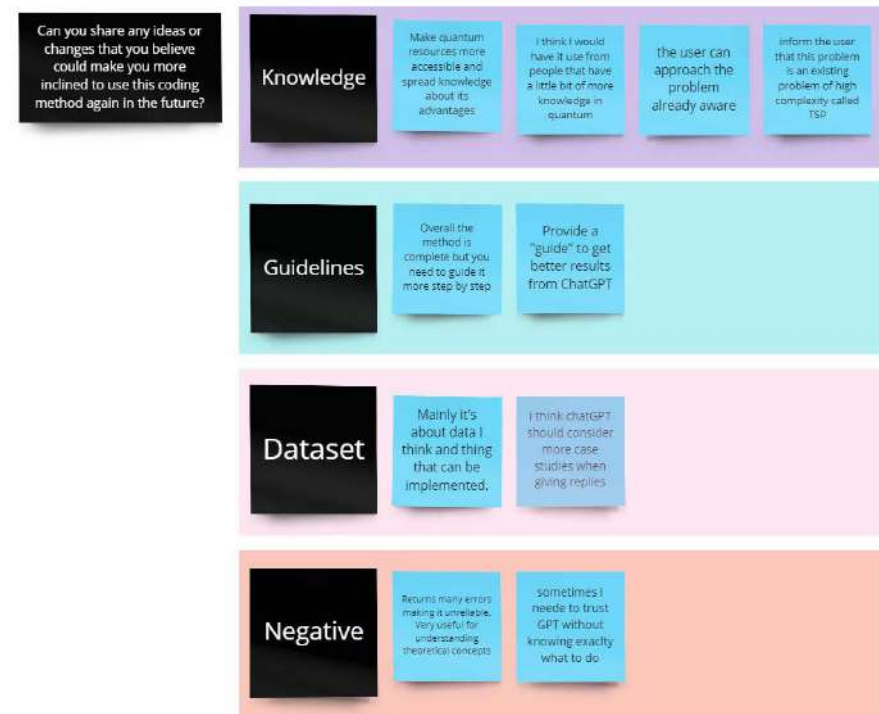 Can you share any ideas or
changes that you believe
could make you more
inclined to use this coding
method again in the future?
Knowledge
Make quantum
resources more
accessible and
spread knowledge
about its
advantages
I think I would
have it use from
people that have
a little bit of more
knowledge in
quantum
the user can
approach the
problem
already aware
inform the user
that this problem
is an existing
problem of high
complexity called
TSP
Guidelines
Overall the
method is
complete but you
need to guide it
more step by step
Provide a
"guide" to get
better results
from ChatGPT
Dataset
Mainly it's
about data I
think and thing
that can be
implemented.
I think chatGPT
should consider
more case
studies when
giving replies
Negative
Returns many errors
making it unreliable.
Very useful for
understanding
theoretical concepts
sometimes I
neede to trust
GPT without
knowing exaclty
what to do